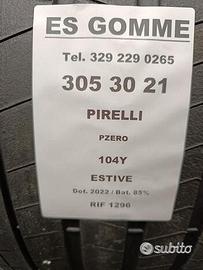 ES GOMME
Tel. 329 229 0265
305 30 21
PIRELLI
PZERO
104Y
ESTIVE
Dot. 2022 / Bat. 85%
RIF 1296
subito